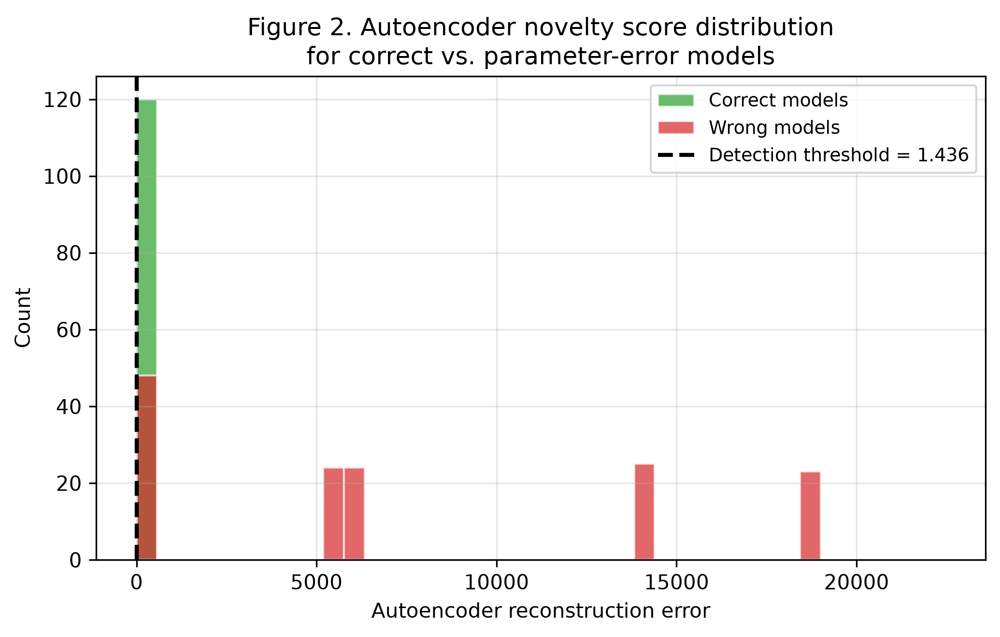 Figure 2. Autoencoder novelty score distribution
for correct vs. parameter-error models
Correct models
Wrong models
Detection threshold = 1.436
Count
120
100
80
60
40
20
0
0 5000 10000 15000 20000
Autoencoder reconstruction error